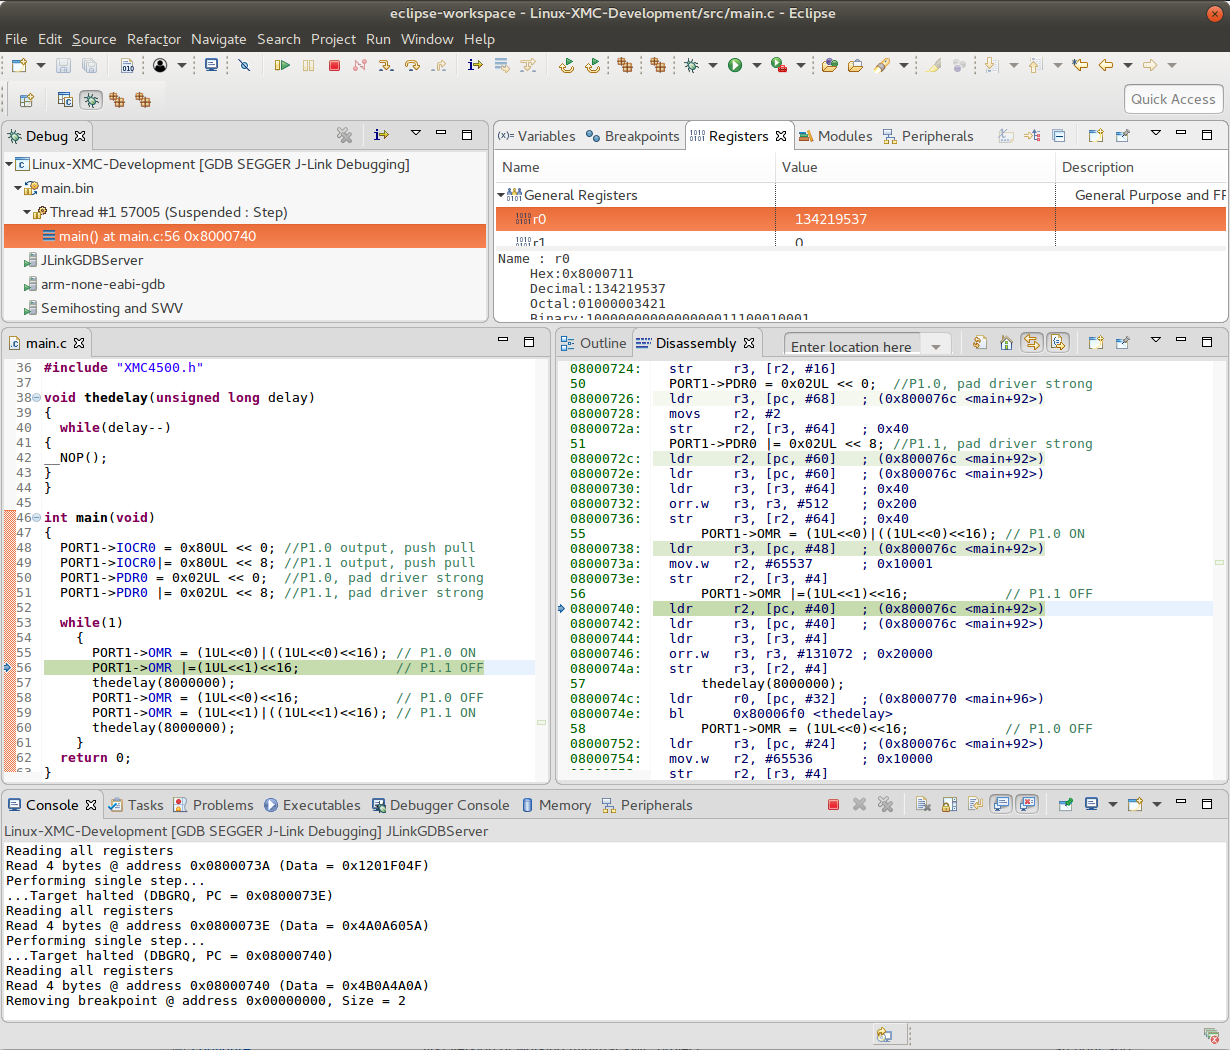 eclipse-workspace - Linux-XMC-Development/src/main.c - Eclipse
File Edit Source Refactor Navigate Search Project Run Window Help
Quick Access
Debug
Linux-XMC-Development [GDB SEGGER J-Link Debugging]
main.bin
Thread #1 57005 (Suspended : Step)
main() at main.c:56 0x8000740
JLinkGDBServer
arm-none-eabi-gdb
Semihosting and SWV
(x)= Variables Breakpoints Registers Modules Peripherals
Name Value Description
General Registers General Purpose and FP
r0 134219537
r1 0
Name : r0
Hex:0x8000711
Decimal:134219537
Octal:01000003421
Binary:1000000000000000011100010001
main.c
36 #include "XMC4500.h"
37
38 void thedelay(unsigned long delay)
39 {
40 while(delay--)
41 {
42 __NOP();
43 }
44 }
45
46 int main(void)
47 {
48 PORT1->IOCR0 = 0x80UL << 0; //P1.0 output, push pull
49 PORT1->IOCR0|= 0x80UL << 8; //P1.1 output, push pull
50 PORT1->PDR0 = 0x02UL << 0; //P1.0, pad driver strong
51 PORT1->PDR0 |= 0x02UL << 8; //P1.1, pad driver strong
52
53 while(1)
54 {
55 PORT1->OMR = (1UL<<0)|((1UL<<0)<<16); // P1.0 ON
56 PORT1->OMR |=(1UL<<1)<<16; // P1.1 OFF
57 thedelay(8000000);
58 PORT1->OMR = (1UL<<0)<<16; // P1.0 OFF
59 PORT1->OMR = (1UL<<1)|((1UL<<1)<<16); // P1.1 ON
60 thedelay(8000000);
61 }
62 return 0;
63 }
Outline Disassembly Enter location here
08000724: str r3, [r2, #16]
50 PORT1->PDR0 = 0x02UL << 0; //P1.0, pad driver strong
08000726: ldr r3, [pc, #68] ; (0x800076c <main+92>)
08000728: movs r2, #2
0800072a: str r2, [r3, #64] ; 0x40
51 PORT1->PDR0 |= 0x02UL << 8; //P1.1, pad driver strong
0800072c: ldr r2, [pc, #60] ; (0x800076c <main+92>)
0800072e: ldr r3, [pc, #60] ; (0x800076c <main+92>)
08000730: ldr r3, [r3, #64] ; 0x40
08000732: orr.w r3, r3, #512 ; 0x200
08000736: str r3, [r2, #64] ; 0x40
55 PORT1->OMR = (1UL<<0)|((1UL<<0)<<16); // P1.0 ON
08000738: ldr r3, [pc, #48] ; (0x800076c <main+92>)
0800073a: mov.w r2, #65537 ; 0x10001
0800073e: str r2, [r3, #4]
56 PORT1->OMR |=(1UL<<1)<<16; // P1.1 OFF
08000740: ldr r2, [pc, #40] ; (0x800076c <main+92>)
08000742: ldr r3, [pc, #40] ; (0x800076c <main+92>)
08000744: ldr r3, [r3, #4]
08000746: orr.w r3, r3, #131072 ; 0x20000
0800074a: str r3, [r2, #4]
57 thedelay(8000000);
0800074c: ldr r0, [pc, #32] ; (0x8000770 <main+96>)
0800074e: bl 0x80006f0 <thedelay>
58 PORT1->OMR = (1UL<<0)<<16; // P1.0 OFF
08000752: ldr r3, [pc, #24] ; (0x800076c <main+92>)
08000754: mov.w r2, #65536 ; 0x10000
str r2, [r3, #4]
Console Tasks Problems Executables Debugger Console Memory Peripherals
Linux-XMC-Development [GDB SEGGER J-Link Debugging] JLinkGDBServer
Reading all registers
Read 4 bytes @ address 0x0800073A (Data = 0x1201F04F)
Performing single step...
...Target halted (DBGRQ, PC = 0x0800073E)
Reading all registers
Read 4 bytes @ address 0x0800073E (Data = 0x4A0A605A)
Performing single step...
...Target halted (DBGRQ, PC = 0x08000740)
Reading all registers
Read 4 bytes @ address 0x08000740 (Data = 0x4B0A4A0A)
Removing breakpoint @ address 0x00000000, Size = 2